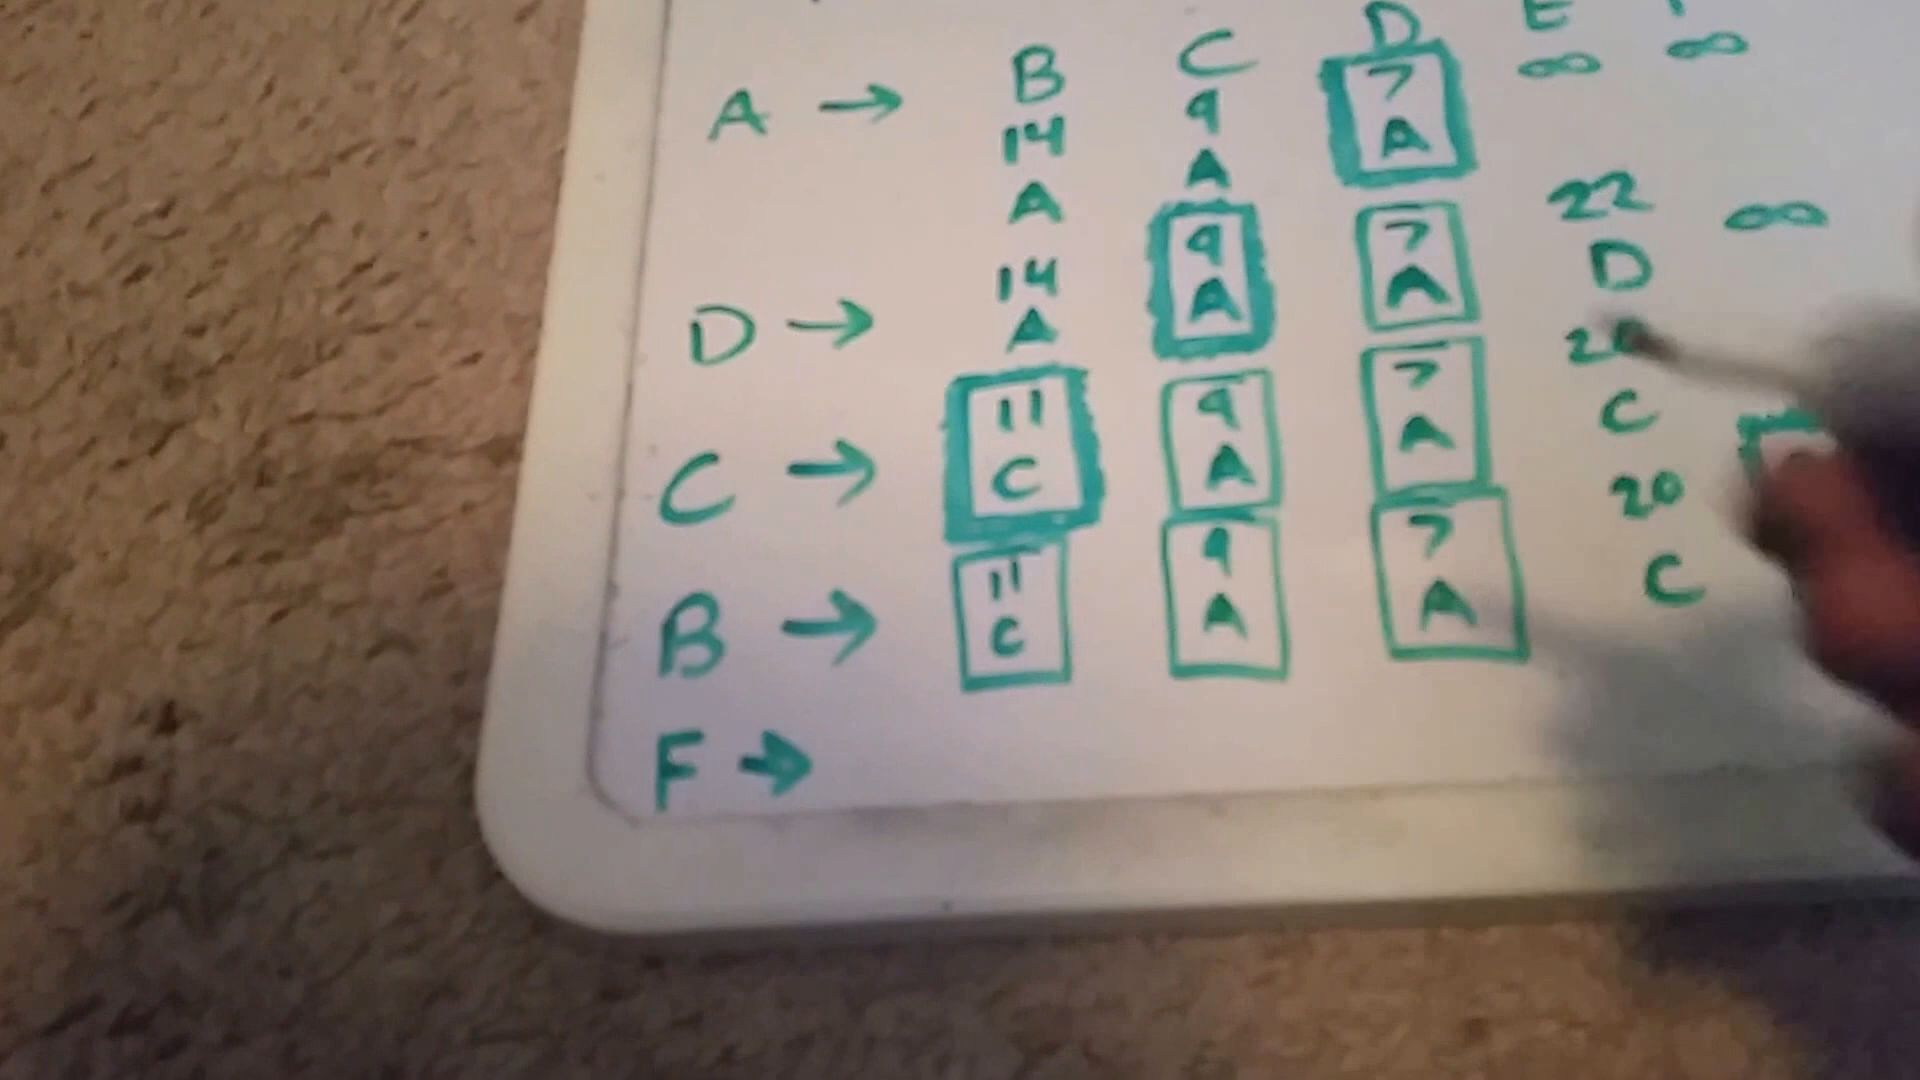 B C D E
A → 14 9 7 ∞ ∞
A A A
D → 14 9 7 22 ∞
A A A D
C → 11 9 7
C A A C
B → 11 9 7 20
C A A C
F →